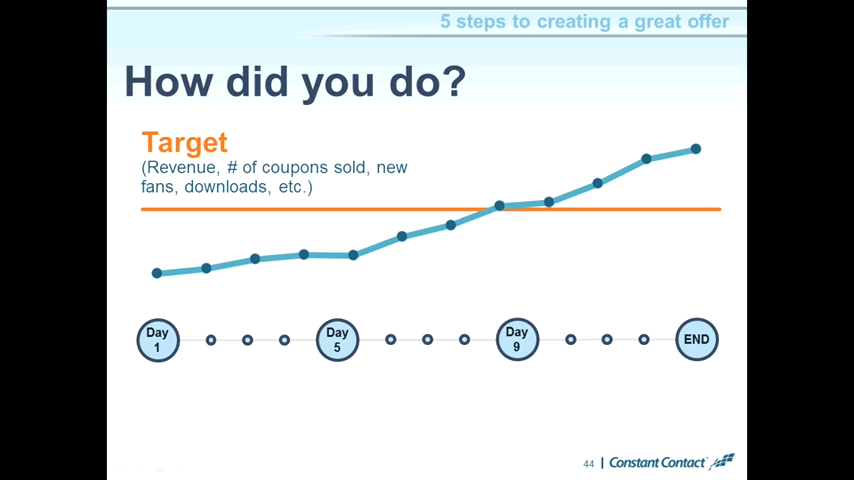 5 steps to creating a great offer
How did you do?
Target
(Revenue, # of coupons sold, new
fans, downloads, etc.)
Day
1
Day
5
Day
9
END
44 | Constant Contact